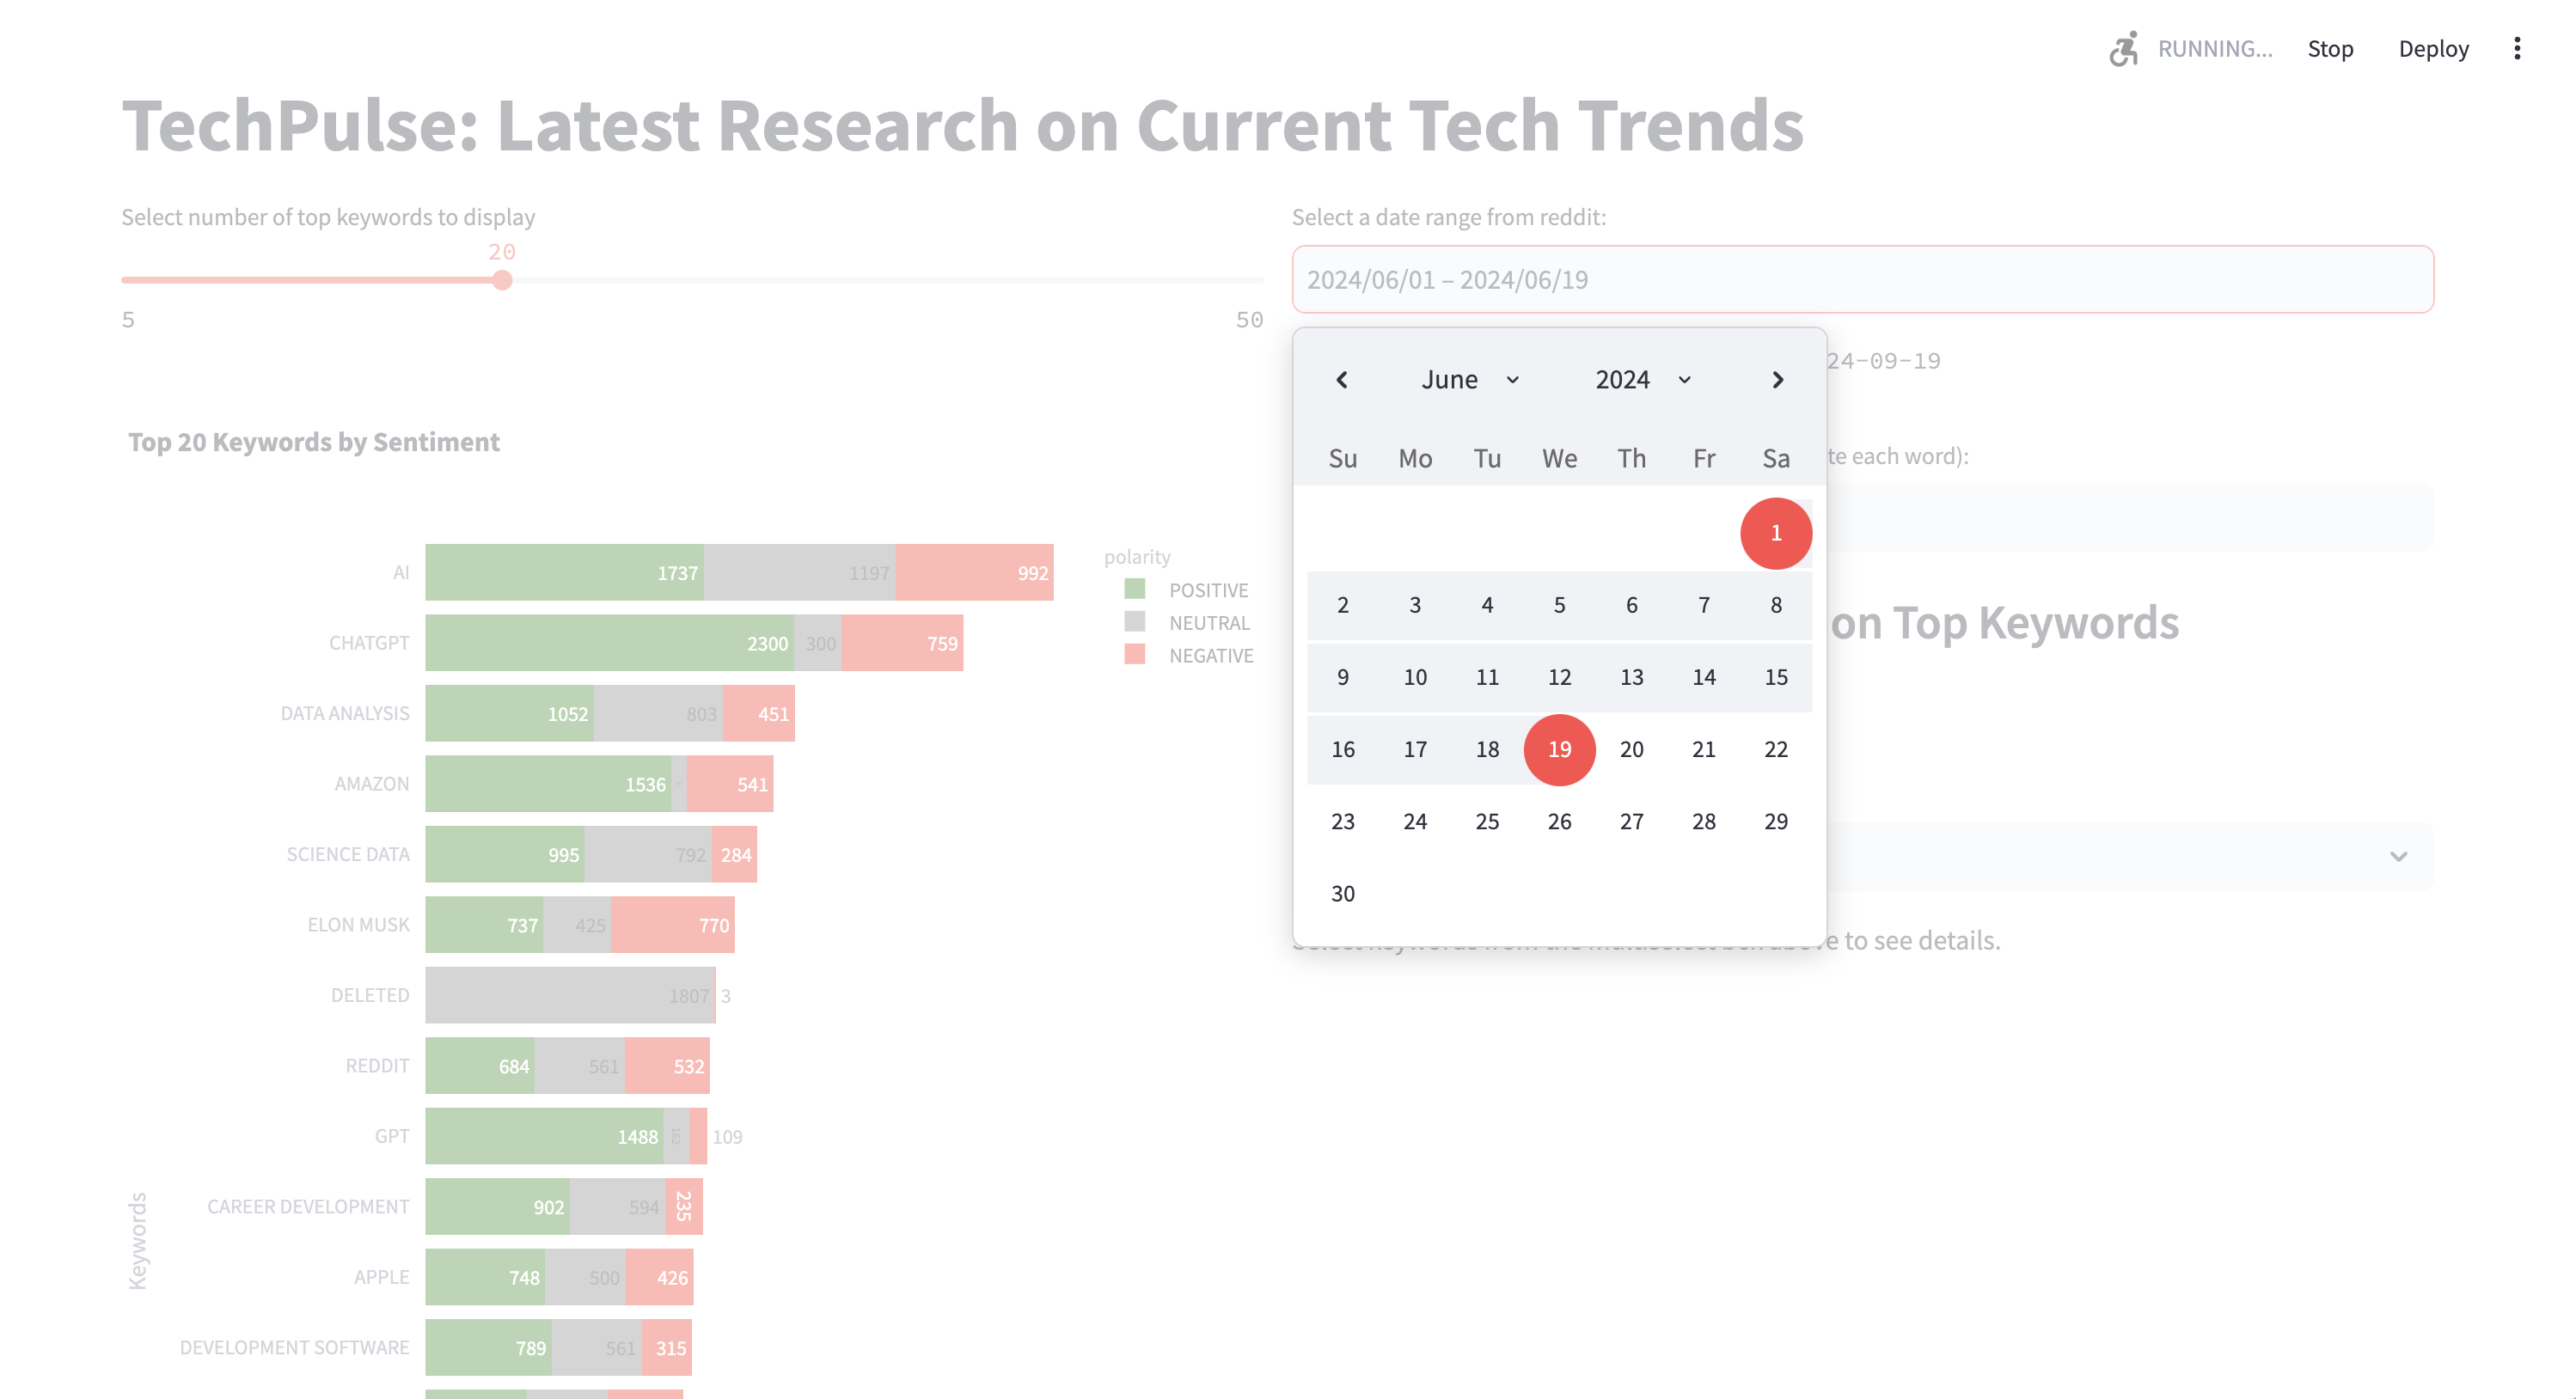 RUNNING...
Stop
Deploy
TechPulse: Latest Research on Current Tech Trends
Select number of top keywords to display
20
5
50
Top 20 Keywords by Sentiment
AI 1737 1197 992
CHATGPT 2300 300 759
DATA ANALYSIS 1052 803 451
AMAZON 1536 541
SCIENCE DATA 995 792 284
ELON MUSK 737 425 770
DELETED 1807 3
REDDIT 684 561 532
GPT 1488 162 109
CAREER DEVELOPMENT 902 594 235
APPLE 748 500 426
DEVELOPMENT SOFTWARE 789 561 315
Keywords
polarity
POSITIVE
NEUTRAL
NEGATIVE
Select a date range from reddit:
2024/06/01 – 2024/06/19
24-09-19
June 2024
Su Mo Tu We Th Fr Sa
1
2 3 4 5 6 7 8
9 10 11 12 13 14 15
16 17 18 19 20 21 22
23 24 25 26 27 28 29
30
te each word):
on Top Keywords
e to see details.